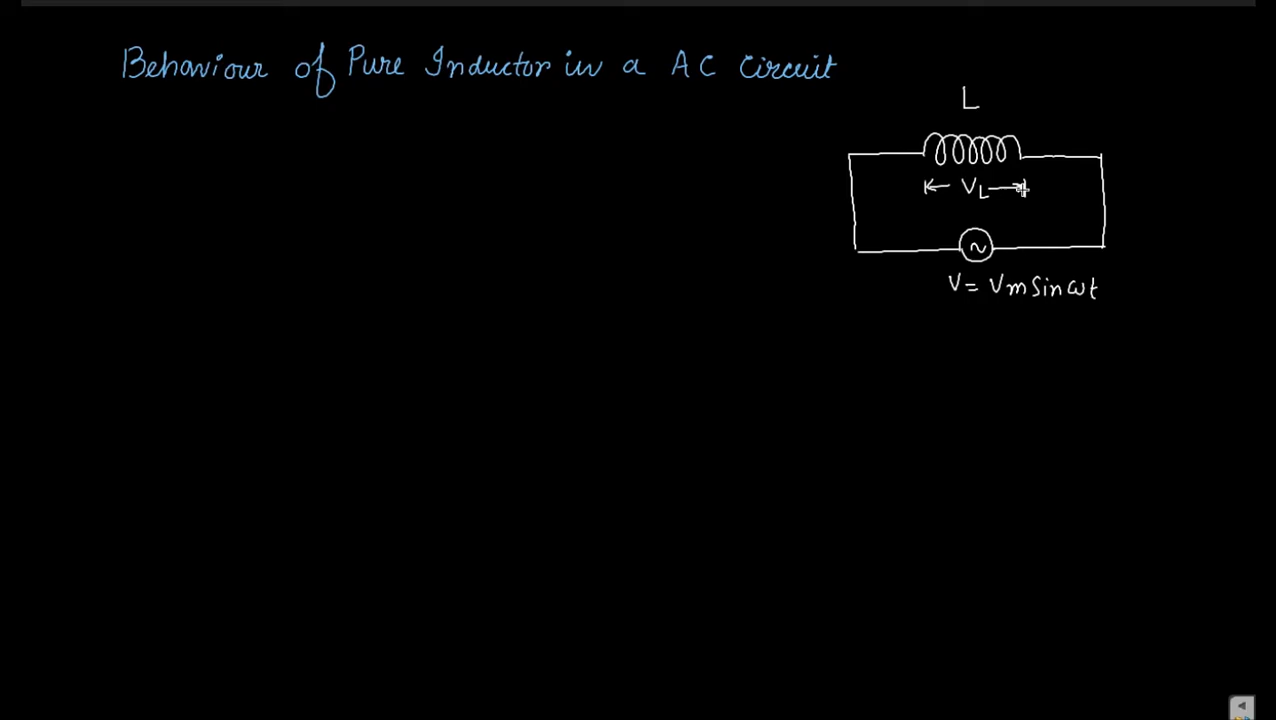 Behaviour of Pure Inductor in a AC Circuit
L
VL
V = Vm Sin ωt